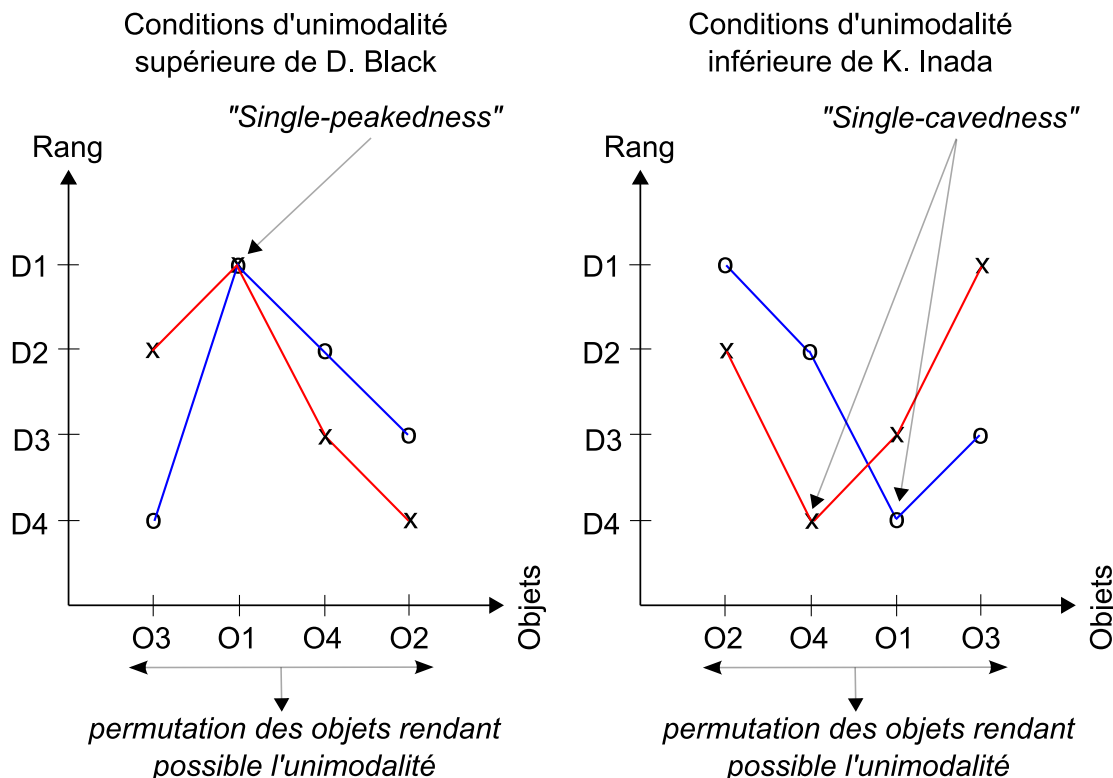 Conditions d'unimodalité
supérieure de D. Black
"Single-peakedness"
Rang
D1
D2
D3
D4
O3 O1 O4 O2
Objets
permutation des objets rendant
possible l'unimodalité
Conditions d'unimodalité
inférieure de K. Inada
"Single-cavedness"
Rang
D1
D2
D3
D4
O2 O4 O1 O3
Objets
permutation des objets rendant
possible l'unimodalité